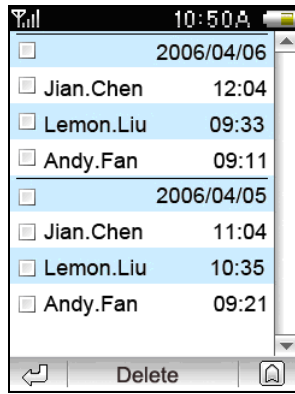 10:50A
2006/04/06
Jian.Chen 12:04
Lemon.Liu 09:33
Andy.Fan 09:11
2006/04/05
Jian.Chen 11:04
Lemon.Liu 10:35
Andy.Fan 09:21
Delete